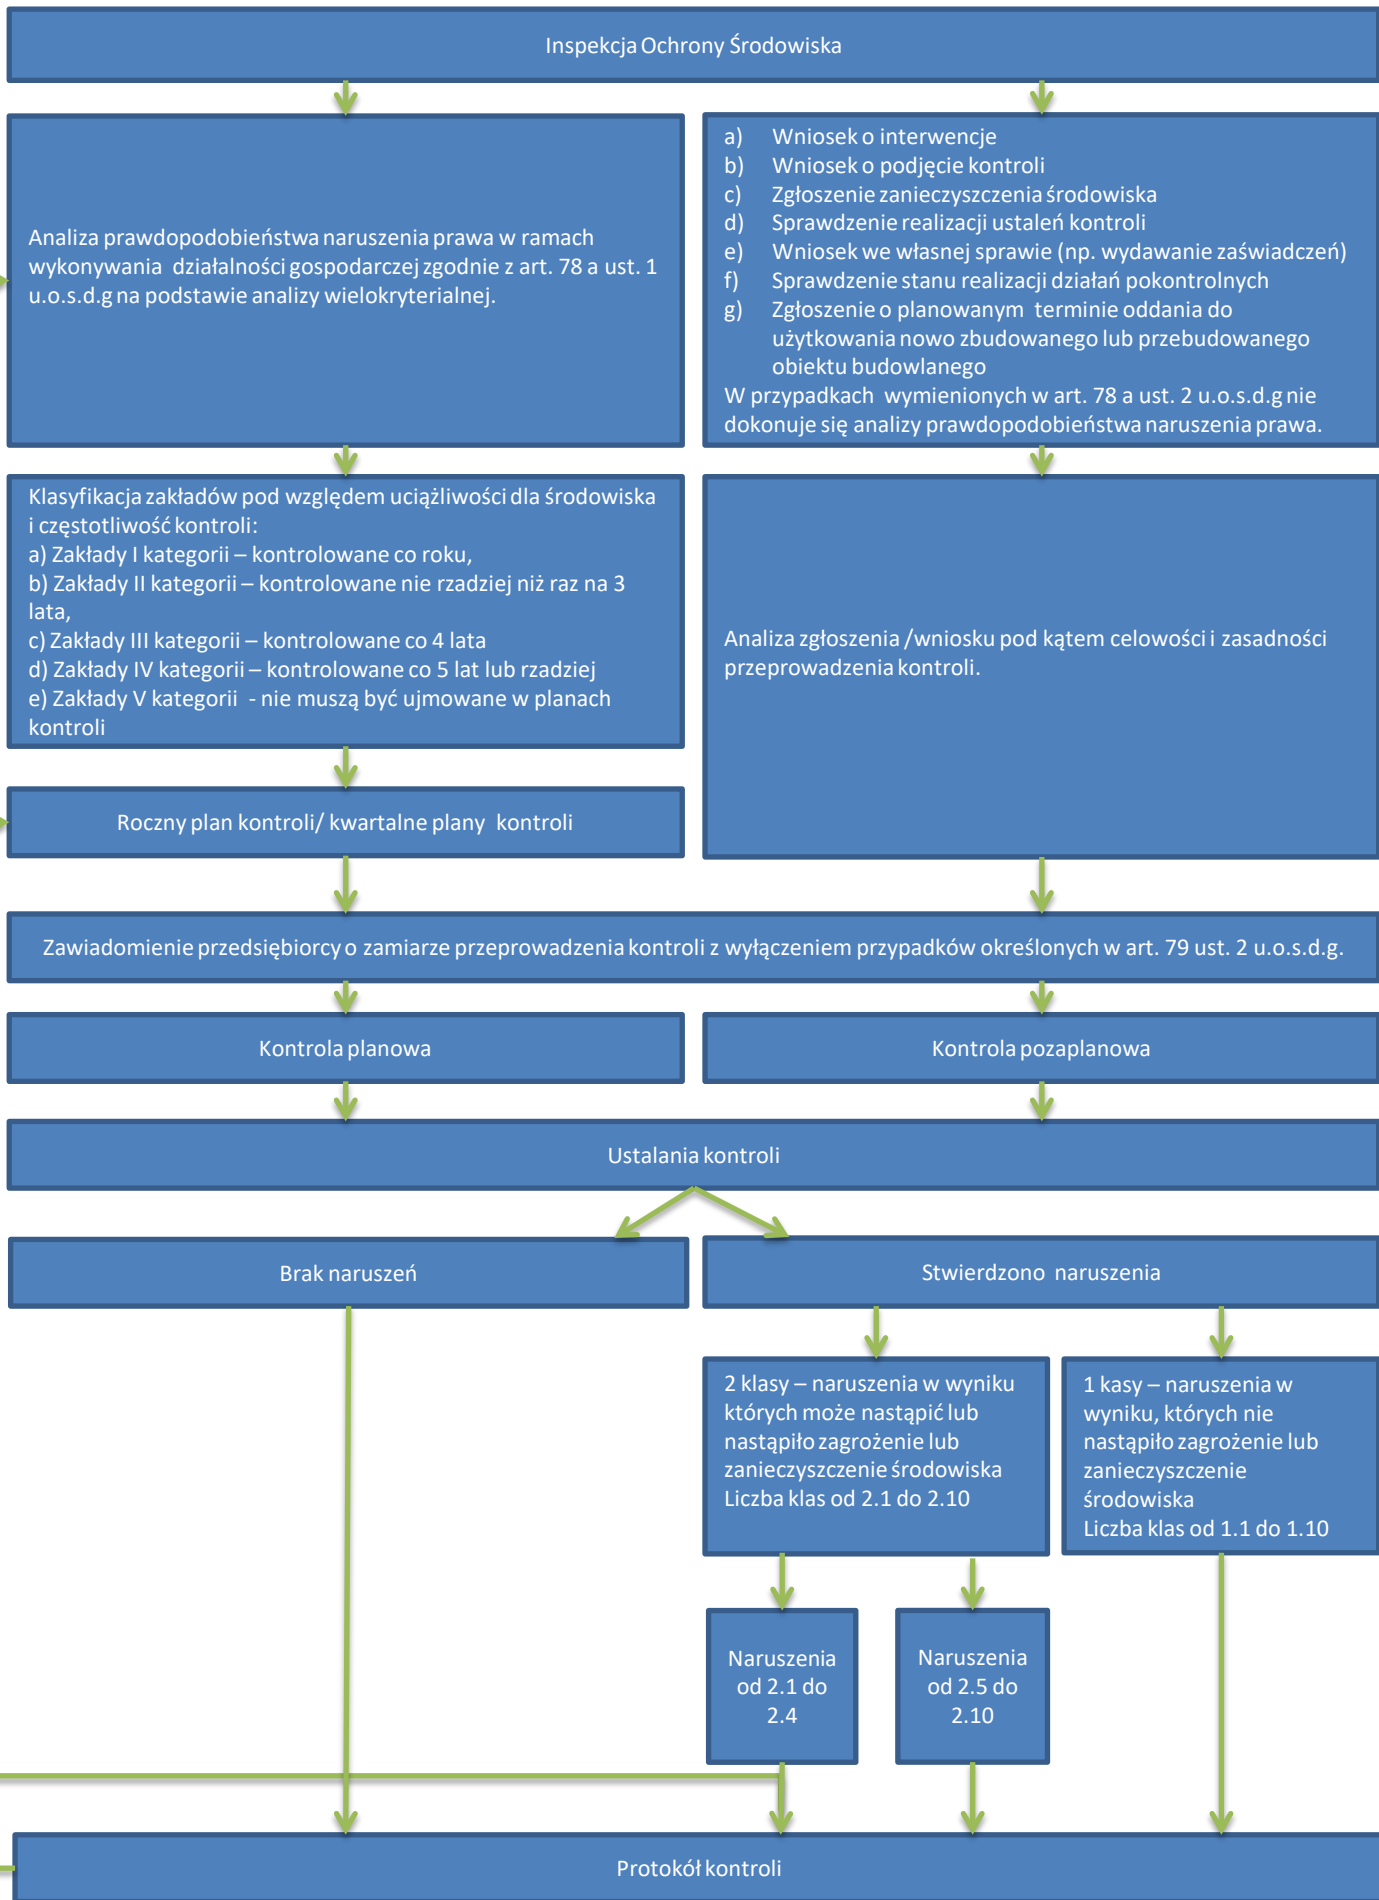 Inspekcja Ochrony Środowiska
Analiza prawdopodobieństwa naruszenia prawa w ramach
wykonywania działalności gospodarczej zgodnie z art. 78 a ust. 1
u.o.s.d.g na podstawie analizy wielokryterialnej.
a) Wniosek o interwencje
b) Wniosek o podjęcie kontroli
c) Zgłoszenie zanieczyszczenia środowiska
d) Sprawdzenie realizacji ustaleń kontroli
e) Wniosek we własnej sprawie (np. wydawanie zaświadczeń)
f) Sprawdzenie stanu realizacji działań pokontrolnych
g) Zgłoszenie o planowanym terminie oddania do
użytkowania nowo zbudowanego lub przebudowanego
obiektu budowlanego
W przypadkach wymienionych w art. 78 a ust. 2 u.o.s.d.g nie
dokonuje się analizy prawdopodobieństwa naruszenia prawa.
Klasyfikacja zakładów pod względem uciążliwości dla środowiska
i częstotliwość kontroli:
a) Zakłady I kategorii – kontrolowane co roku,
b) Zakłady II kategorii – kontrolowane nie rzadziej niż raz na 3
lata,
c) Zakłady III kategorii – kontrolowane co 4 lata
d) Zakłady IV kategorii – kontrolowane co 5 lat lub rzadziej
e) Zakłady V kategorii - nie muszą być ujmowane w planach
kontroli
Analiza zgłoszenia /wniosku pod kątem celowości i zasadności
przeprowadzenia kontroli.
Roczny plan kontroli/ kwartalne plany kontroli
Zawiadomienie przedsiębiorcy o zamiarze przeprowadzenia kontroli z wyłączeniem przypadków określonych w art. 79 ust. 2 u.o.s.d.g.
Kontrola planowa
Kontrola pozaplanowa
Ustalania kontroli
Brak naruszeń
Stwierdzono naruszenia
2 klasy – naruszenia w wyniku
których może nastąpić lub
nastąpiło zagrożenie lub
zanieczyszczenie środowiska
Liczba klas od 2.1 do 2.10
1 kasy – naruszenia w
wyniku, których nie
nastąpiło zagrożenie lub
zanieczyszczenie
środowiska
Liczba klas od 1.1 do 1.10
Naruszenia
od 2.1 do
2.4
Naruszenia
od 2.5 do
2.10
Protokół kontroli